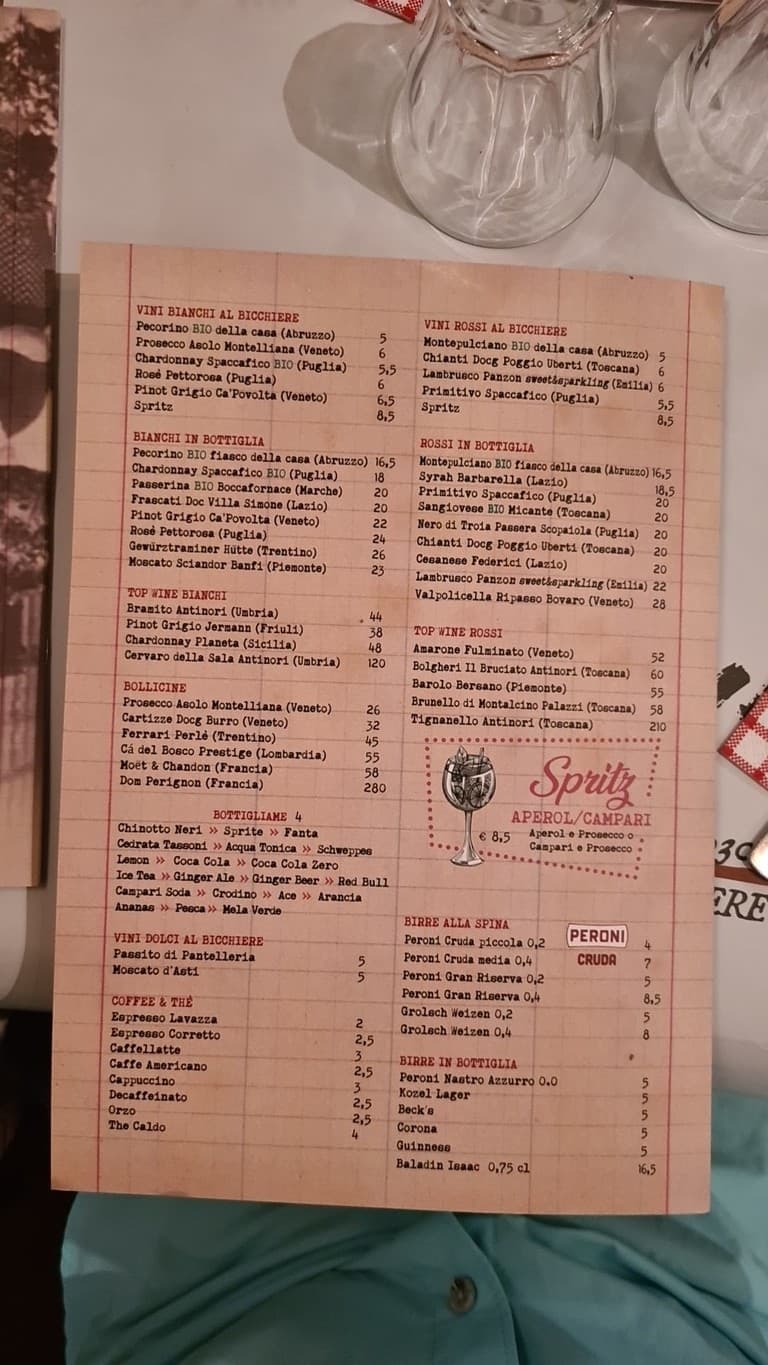 VINI BIANCHI AL BICCHIERE
Pecorino BIO della casa (Abruzzo) 5
Prosecco Asolo Montelliana (Veneto) 6
Chardonnay Spaccafico BIO (Puglia) 5,5
Rosé Pettorosa (Puglia) 6
Pinot Grigio Ca'Povolta (Veneto) 6,5
Spritz 8,5
BIANCHI IN BOTTIGLIA
Pecorino BIO fiasco della casa (Abruzzo) 16,5
Chardonnay Spaccafico BIO (Puglia) 18
Passerina BIO Boccafornace (Marche) 20
Frascati Doc Villa Simone (Lazio) 20
Pinot Grigio Ca'Povolta (Veneto) 22
Rosé Pettorosa (Puglia) 24
Gewürztraminer Hütte (Trentino) 26
Moscato Sciandor Banfi (Piemonte) 23
TOP WINE BIANCHI
Bramito Antinori (Umbria) 44
Pinot Grigio Jermann (Friuli) 38
Chardonnay Planeta (Sicilia) 48
Cervaro della Sala Antinori (Umbria) 120
BOLLICINE
Prosecco Asolo Montelliana (Veneto) 26
Cartizze Docg Burro (Veneto) 32
Ferrari Perlé (Trentino) 45
Cá del Bosco Prestige (Lombardia) 55
Moët & Chandon (Francia) 58
Dom Perignon (Francia) 280
BOTTIGLIAME 4
Chinotto Neri » Sprite » Fanta
Cedrata Tassoni » Acqua Tonica » Schweppes
Lemon » Coca Cola » Coca Cola Zero
Ice Tea » Ginger Ale » Ginger Beer » Red Bull
Campari Soda » Crodino » Ace » Arancia
Ananas » Pesca » Mela Verde
VINI DOLCI AL BICCHIERE
Passito di Pantelleria 5
Moscato d'Asti 5
COFFEE & THÉ
Espresso Lavazza 2
Espresso Corretto 2,5
Caffellatte 3
Caffe Americano 2,5
Cappuccino 3
Decaffeinato 2,5
Orzo 2,5
The Caldo 4
VINI ROSSI AL BICCHIERE
Montepulciano BIO della casa (Abruzzo) 5
Chianti Docg Poggio Uberti (Toscana) 6
Lambrusco Panzon sweet&sparkling (Emilia) 6
Primitivo Spaccafico (Puglia) 5,5
Spritz 8,5
ROSSI IN BOTTIGLIA
Montepulciano BIO fiasco della casa (Abruzzo) 16,5
Syrah Barbarella (Lazio) 18,5
Primitivo Spaccafico (Puglia) 20
Sangiovese BIO Micante (Toscana) 20
Nero di Troia Passera Scopaiola (Puglia) 20
Chianti Docg Poggio Uberti (Toscana) 20
Cesanese Federici (Lazio) 20
Lambrusco Panzon sweet&sparkling (Emilia) 22
Valpolicella Ripasso Bovaro (Veneto) 28
TOP WINE ROSSI
Amarone Fulminato (Veneto) 52
Bolgheri Il Bruciato Antinori (Toscana) 60
Barolo Bersano (Piemonte) 55
Brunello di Montalcino Palazzi (Toscana) 58
Tignanello Antinori (Toscana) 210
Spritz
APEROL/CAMPARI
€ 8,5 Aperol e Prosecco o
Campari e Prosecco
BIRRE ALLA SPINA
PERONI
CRUDA
Peroni Cruda piccola 0,2 4
Peroni Cruda media 0,4 7
Peroni Gran Riserva 0,2 5
Peroni Gran Riserva 0,4 8,5
Grolsch Weizen 0,2 5
Grolsch Weizen 0,4 8
BIRRE IN BOTTIGLIA
Peroni Nastro Azzurro 0.0 5
Kozel Lager 5
Beck's 5
Corona 5
Guinness 5
Baladin Isaac 0,75 cl 16,5